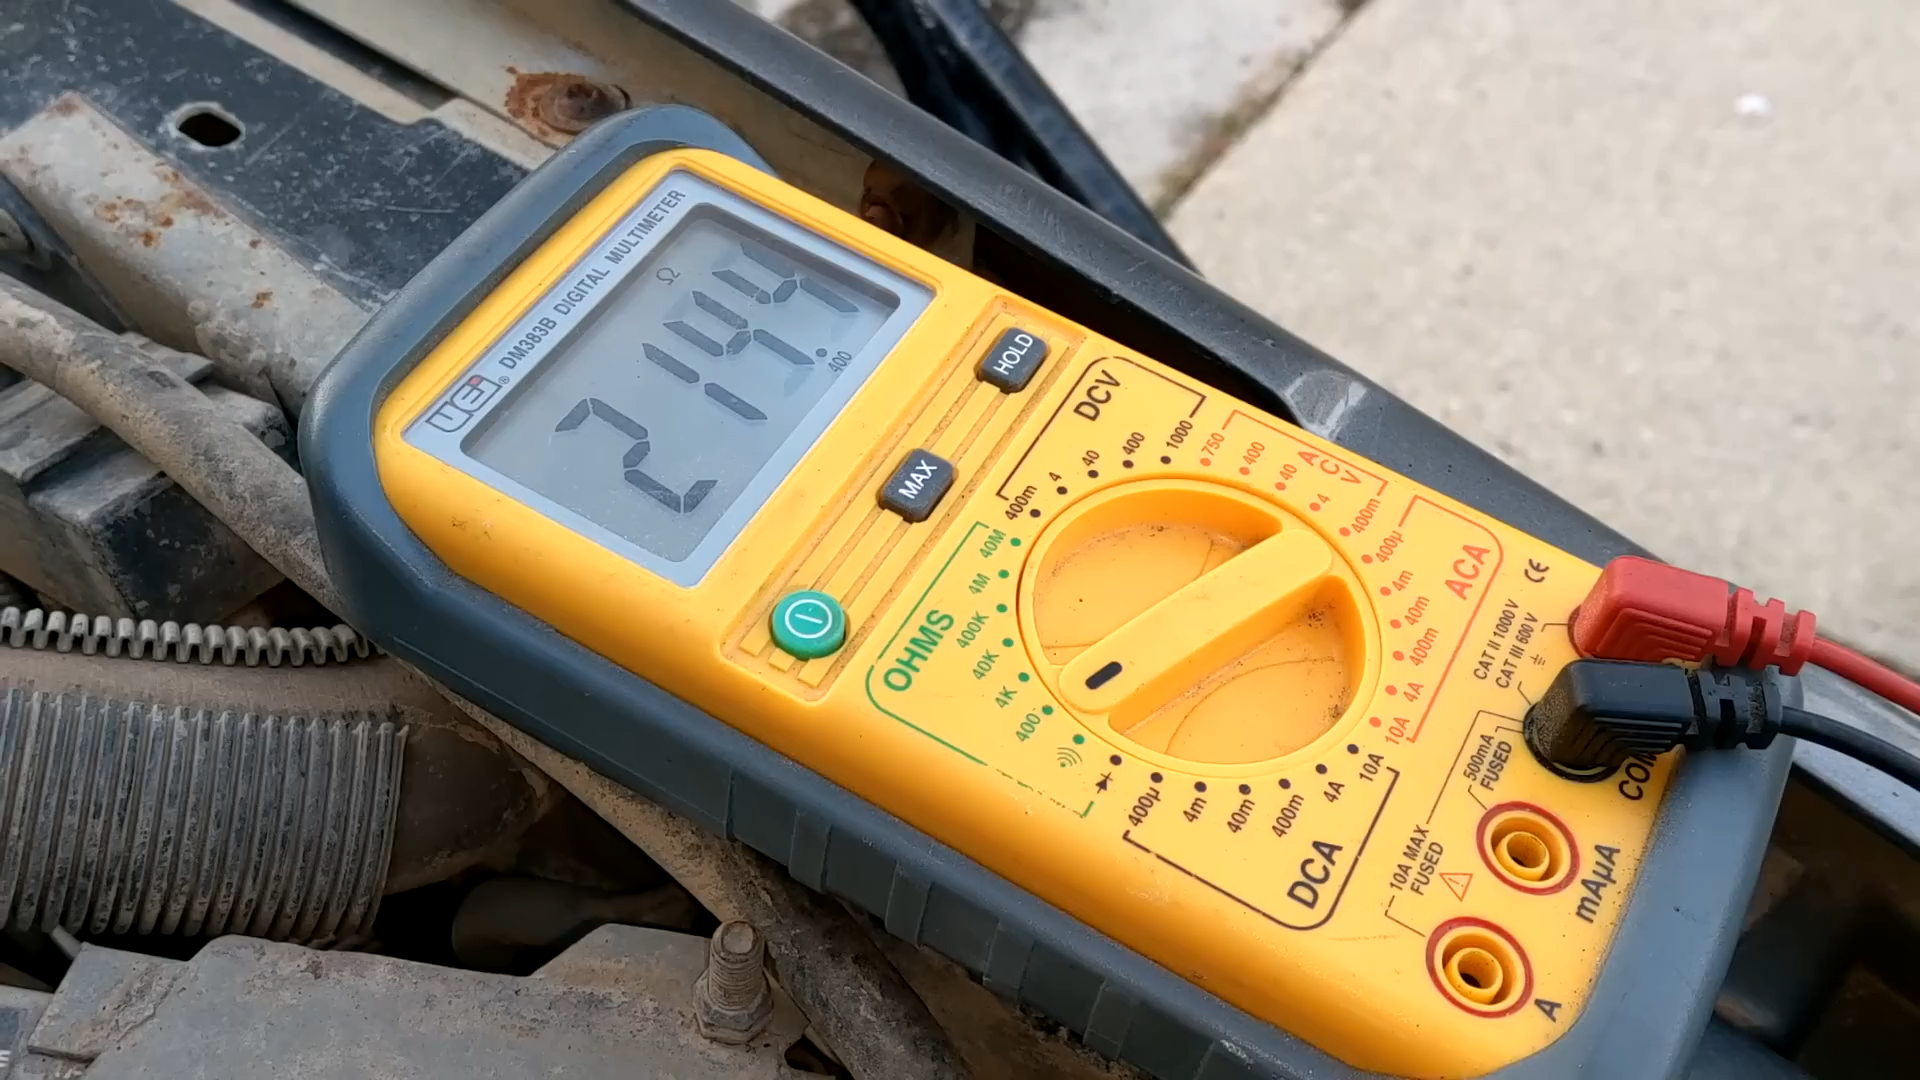 UEi® DM383B DIGITAL MULTIMETER
Ω
214.4
400
HOLD
MAX
DCV
400m
4
40
400
1000
ACV
750
400
40
4
400m
ACA
400µ
4m
40m
400m
4A
10A
OHMS
40M
4M
400K
40K
4K
400
DCA
400µ
4m
40m
400m
4A
10A
CE
CAT II 1000V
CAT III 600V
500mA
FUSED
COM
10A MAX
FUSED
mAµA
A